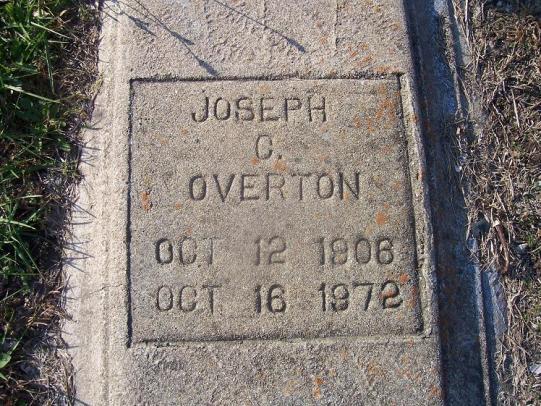 JOSEPH
C.
OVERTON
OCT 12 1906
OCT 16 1972